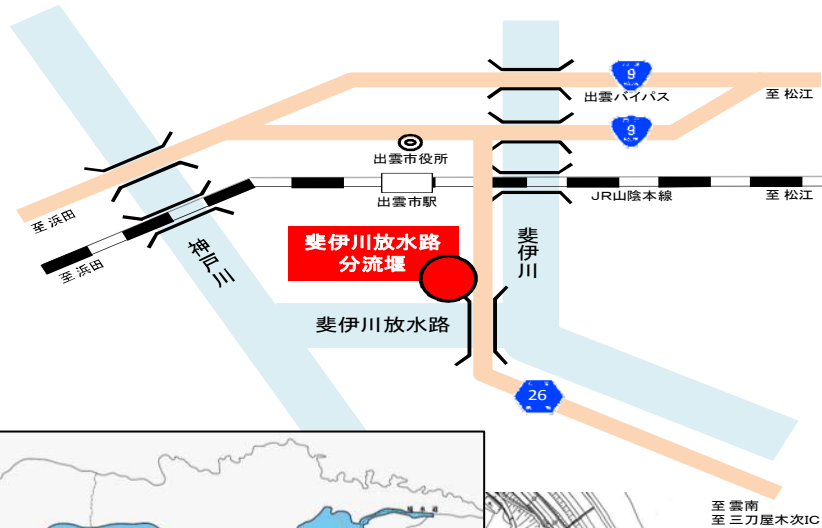 9
出雲バイパス
至 松江
9
出雲市役所
出雲市駅
JR山陰本線
至 松江
至 浜田
至 浜田
神戸川
斐伊川放水路
分流堰
斐伊川
斐伊川放水路
26
至 雲南
至 三刀屋木次IC